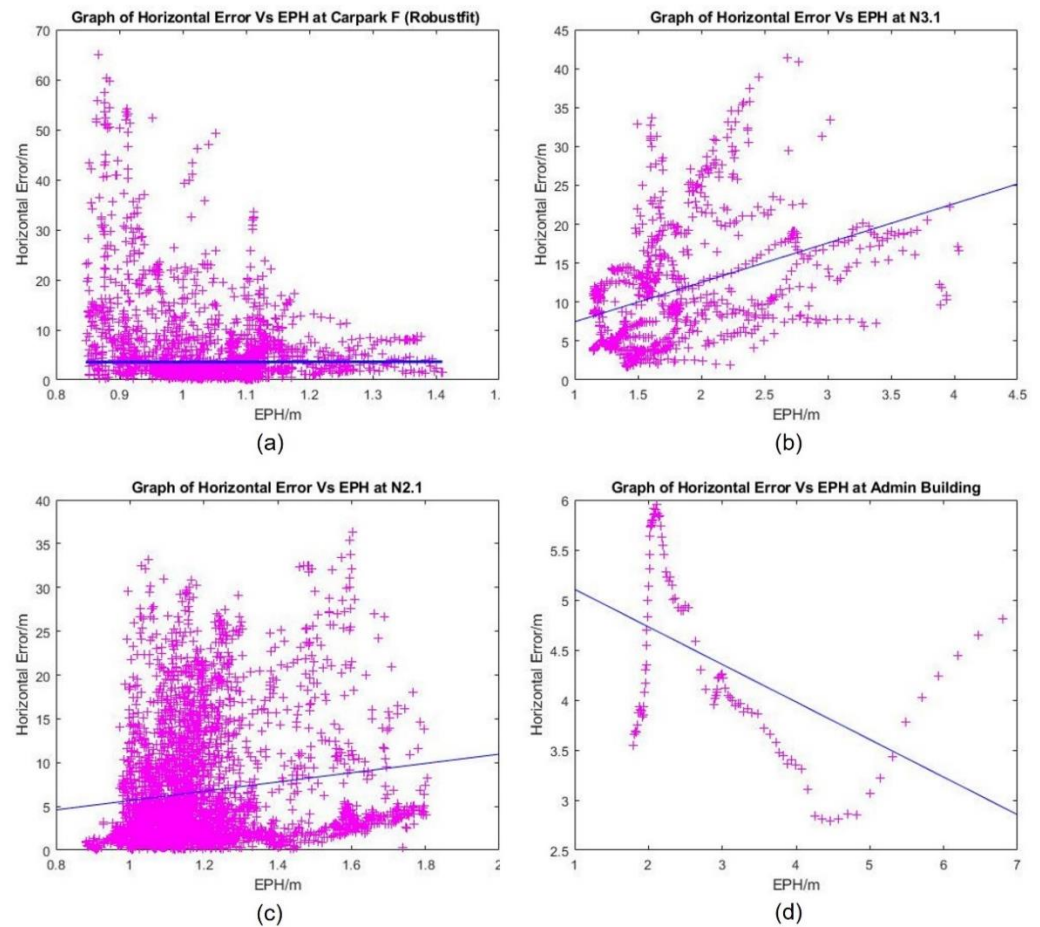 Graph of Horizontal Error Vs EPH at Carpark F (Robustfit)
70
60
50
40
30
20
10
0
Horizontal Error/m
0.8 0.9 1 1.1 1.2 1.3 1.4 1.
EPH/m
(a)
Graph of Horizontal Error Vs EPH at N3.1
45
40
35
30
25
20
15
10
5
0
Horizontal Error/m
1 1.5 2 2.5 3 3.5 4 4.5
EPH/m
(b)
Graph of Horizontal Error Vs EPH at N2.1
40
35
30
25
20
15
10
5
0
Horizontal Error/m
0.8 1 1.2 1.4 1.6 1.8 2
EPH/m
(c)
Graph of Horizontal Error Vs EPH at Admin Building
6
5.5
5
4.5
4
3.5
3
2.5
Horizontal Error/m
1 2 3 4 5 6 7
EPH/m
(d)